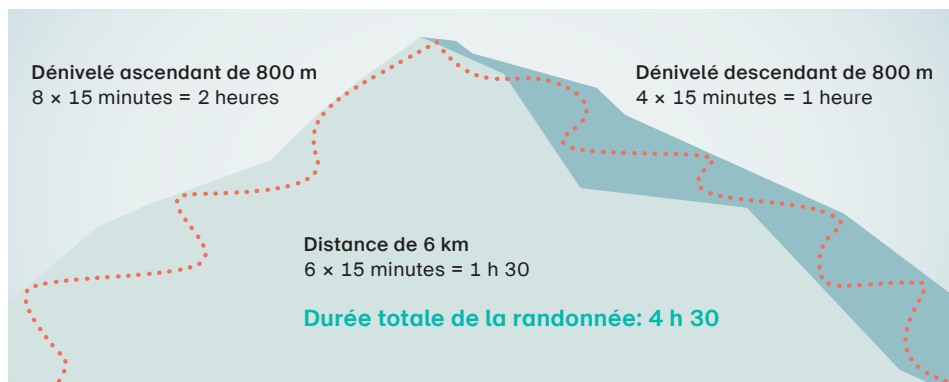 Dénivelé ascendant de 800 m
8 × 15 minutes = 2 heures
Dénivelé descendant de 800 m
4 × 15 minutes = 1 heure
Distance de 6 km
6 × 15 minutes = 1 h 30
Durée totale de la randonnée: 4 h 30